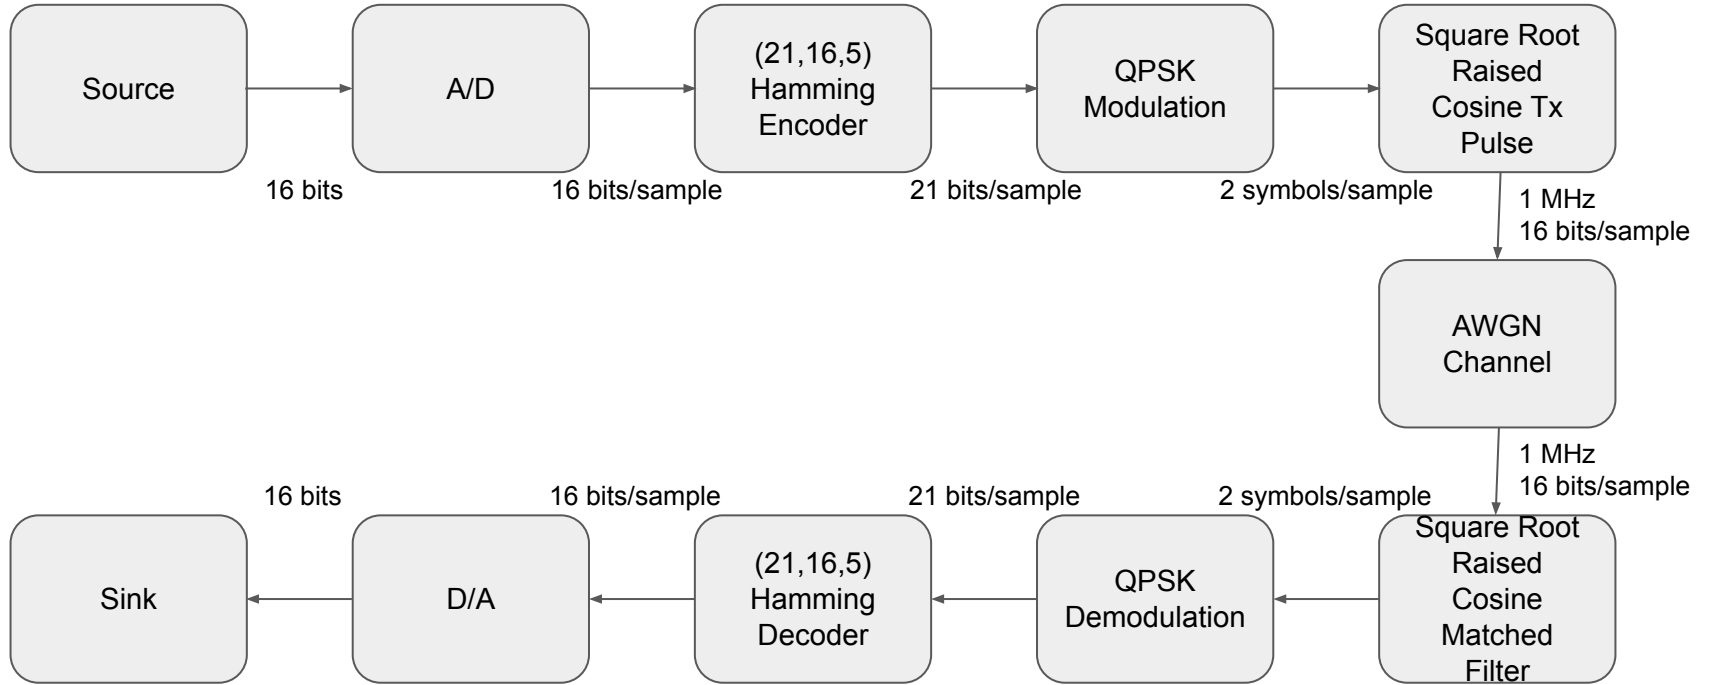 Source
A/D
(21,16,5)
Hamming
Encoder
QPSK
Modulation
Square Root
Raised
Cosine Tx
Pulse
16 bits
16 bits/sample
21 bits/sample
2 symbols/sample
1 MHz
16 bits/sample
AWGN
Channel
1 MHz
16 bits/sample
16 bits
16 bits/sample
21 bits/sample
2 symbols/sample
Sink
D/A
(21,16,5)
Hamming
Decoder
QPSK
Demodulation
Square Root
Raised
Cosine
Matched
Filter